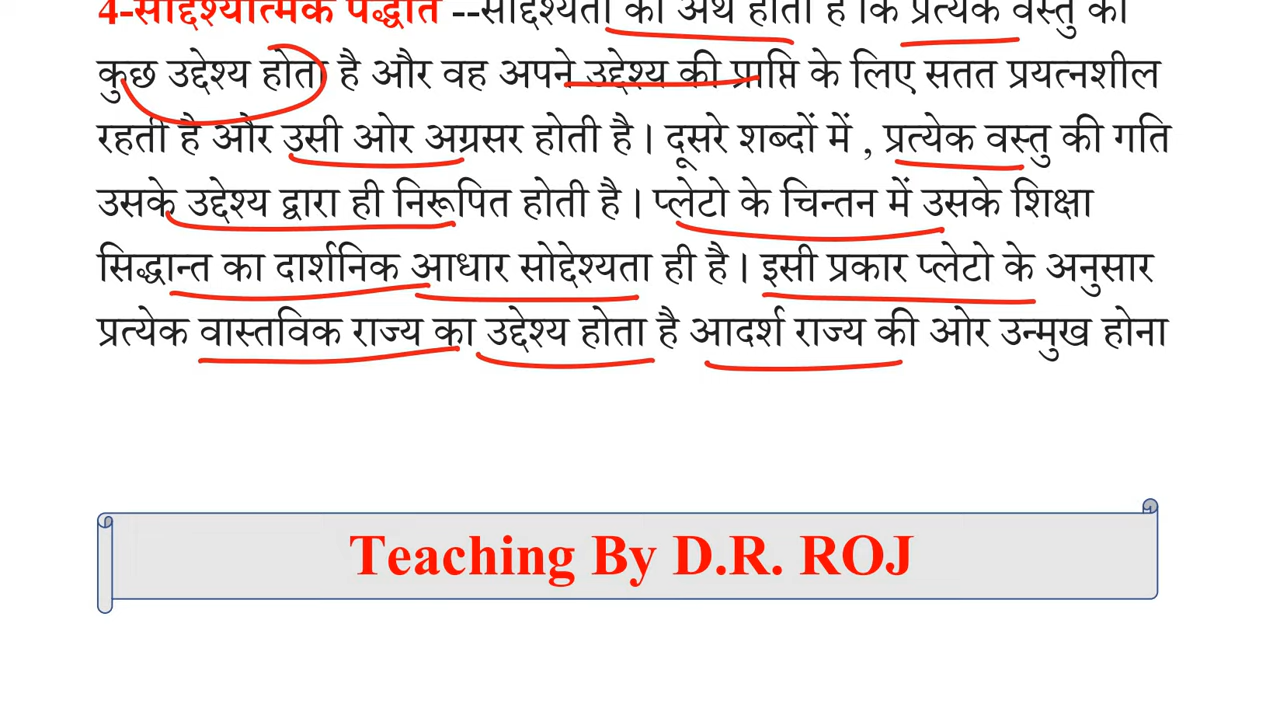 4-सोद्देश्यात्मक पद्धति --सोद्देश्यता का अर्थ होता है कि प्रत्येक वस्तु का
कुछ उद्देश्य होता है और वह अपने उद्देश्य की प्राप्ति के लिए सतत प्रयत्नशील
रहती है और उसी ओर अग्रसर होती है। दूसरे शब्दों में , प्रत्येक वस्तु की गति
उसके उद्देश्य द्वारा ही निरूपित होती है। प्लेटो के चिन्तन में उसके शिक्षा
सिद्धान्त का दार्शनिक आधार सोद्देश्यता ही है। इसी प्रकार प्लेटो के अनुसार
प्रत्येक वास्तविक राज्य का उद्देश्य होता है आदर्श राज्य की ओर उन्मुख होना
Teaching By D.R. ROJ